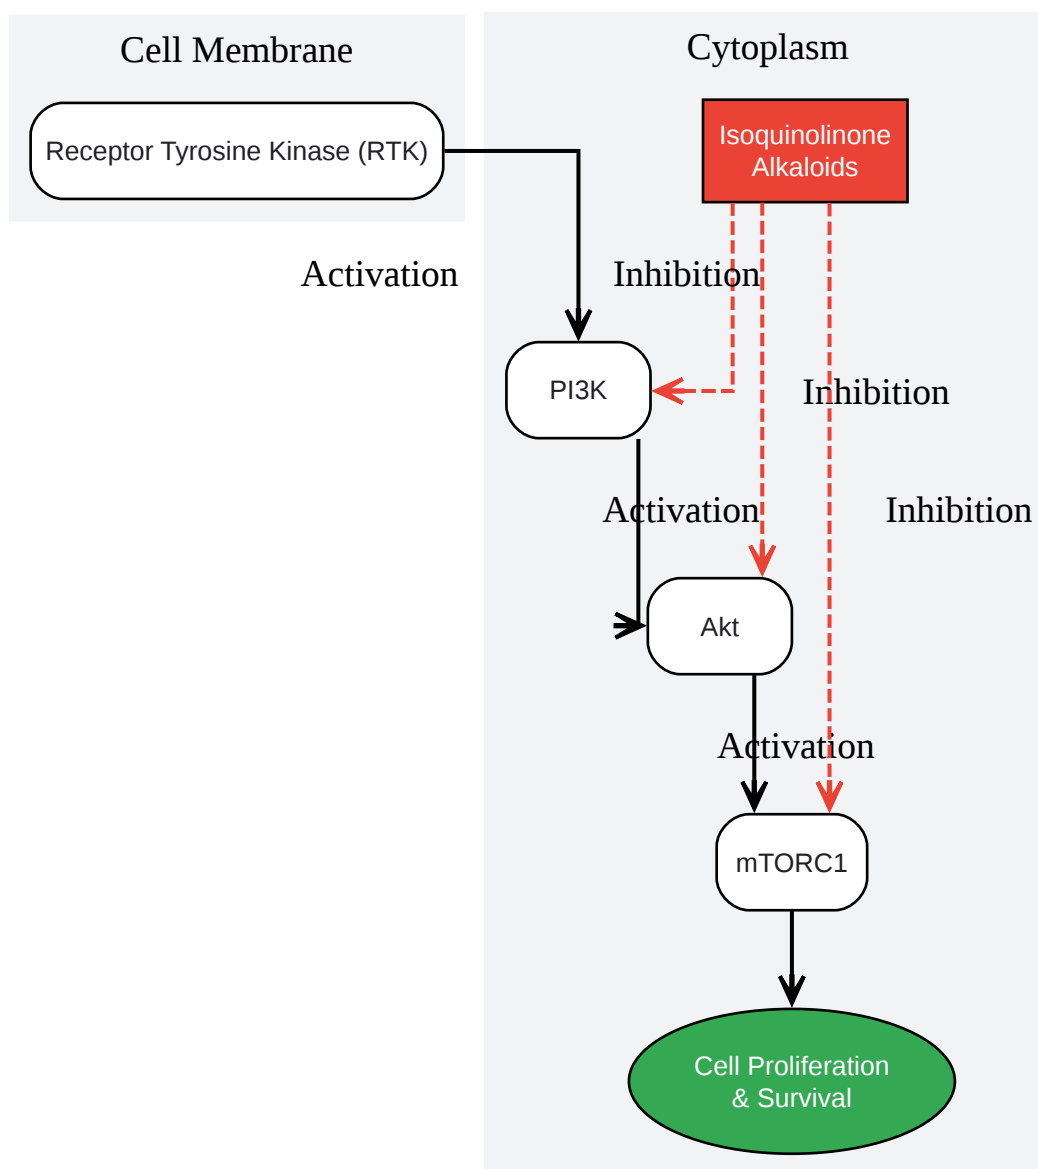 Cell Membrane
Cytoplasm
Receptor Tyrosine Kinase (RTK)
Isoquinolinone
Alkaloids
Activation
Inhibition
PI3K
Inhibition
Activation
Inhibition
Akt
Activation
mTORC1
Cell Proliferation
& Survival